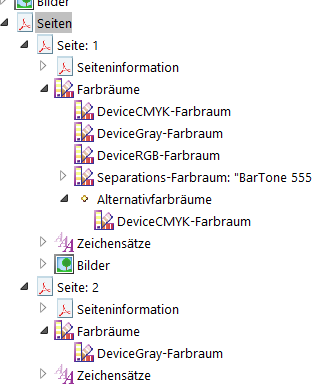 Bilder
Seiten
Seite: 1
Seiteninformation
Farbräume
DeviceCMYK-Farbraum
DeviceGray-Farbraum
DeviceRGB-Farbraum
Separations-Farbraum: "BarTone 555
Alternativfarbräume
DeviceCMYK-Farbraum
Zeichensätze
Bilder
Seite: 2
Seiteninformation
Farbräume
DeviceGray-Farbraum
Zeichensätze